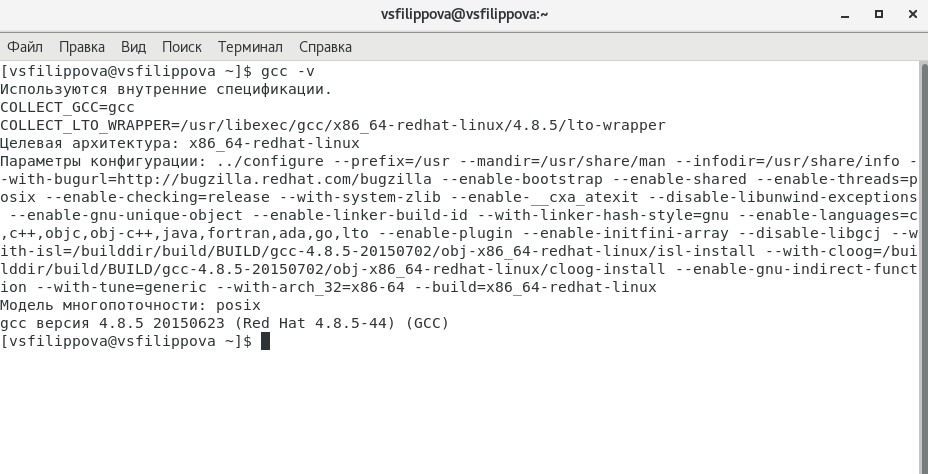 vsfilippova@vsfilippova:~
Файл Правка Вид Поиск Терминал Справка
[vsfilippova@vsfilippova ~]$ gcc -v
Используются внутренние спецификации.
COLLECT_GCC=gcc
COLLECT_LTO_WRAPPER=/usr/libexec/gcc/x86_64-redhat-linux/4.8.5/lto-wrapper
Целевая архитектура: x86_64-redhat-linux
Параметры конфигурации: ../configure --prefix=/usr --mandir=/usr/share/man --infodir=/usr/share/info -
-with-bugurl=http://bugzilla.redhat.com/bugzilla --enable-bootstrap --enable-shared --enable-threads=p
osix --enable-checking=release --with-system-zlib --enable-__cxa_atexit --disable-libunwind-exceptions
 --enable-gnu-unique-object --enable-linker-build-id --with-linker-hash-style=gnu --enable-languages=c
,c++,objc,obj-c++,java,fortran,ada,go,lto --enable-plugin --enable-initfini-array --disable-libgcj --w
ith-isl=/builddir/build/BUILD/gcc-4.8.5-20150702/obj-x86_64-redhat-linux/isl-install --with-cloog=/bui
lddir/build/BUILD/gcc-4.8.5-20150702/obj-x86_64-redhat-linux/cloog-install --enable-gnu-indirect-funct
ion --with-tune=generic --with-arch_32=x86-64 --build=x86_64-redhat-linux
Модель многопоточности: posix
gcc версия 4.8.5 20150623 (Red Hat 4.8.5-44) (GCC)
[vsfilippova@vsfilippova ~]$